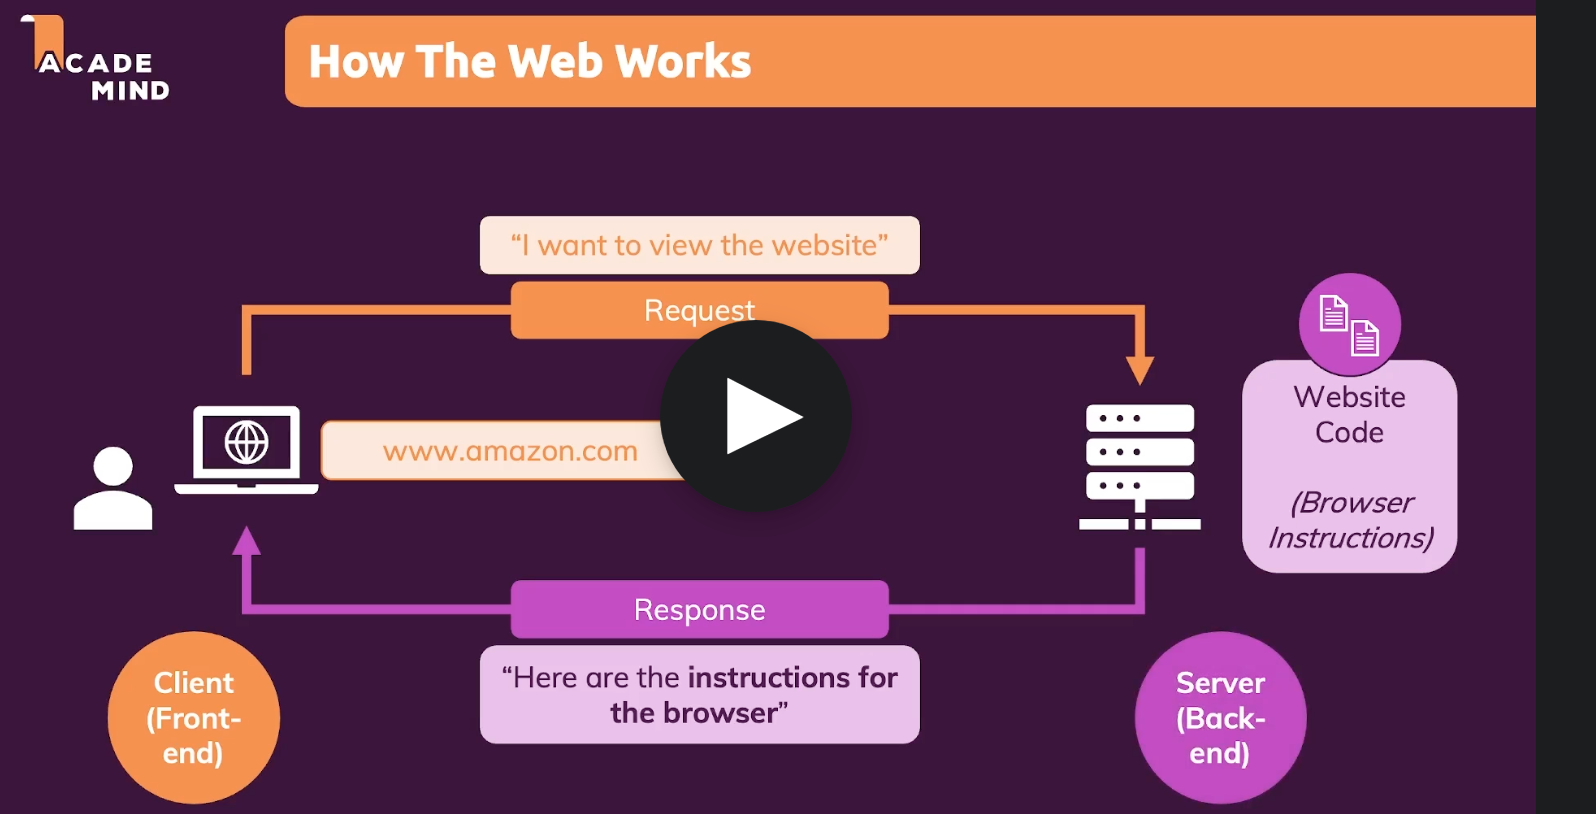 ACADE
MIND
How The Web Works
“I want to view the website”
Request
www.amazon.com
Website
Code
(Browser
Instructions)
Response
“Here are the instructions for
the browser”
Client
(Front-
end)
Server
(Back-
end)